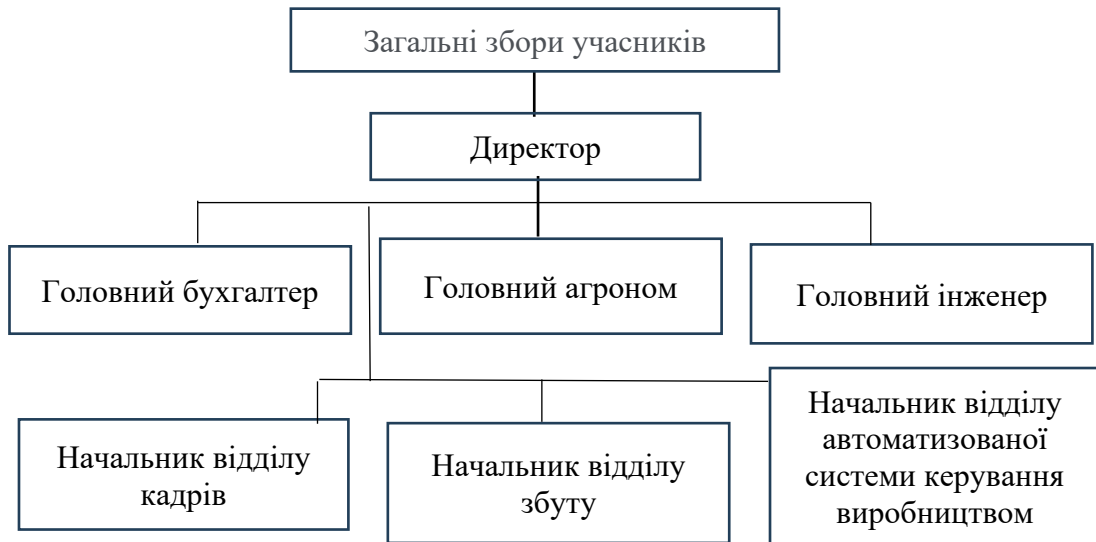 Загальні збори учасників
Директор
Головний бухгалтер
Головний агроном
Головний інженер
Начальник відділу
кадрів
Начальник відділу
збуту
Начальник відділу
автоматизованої
системи керування
виробництвом